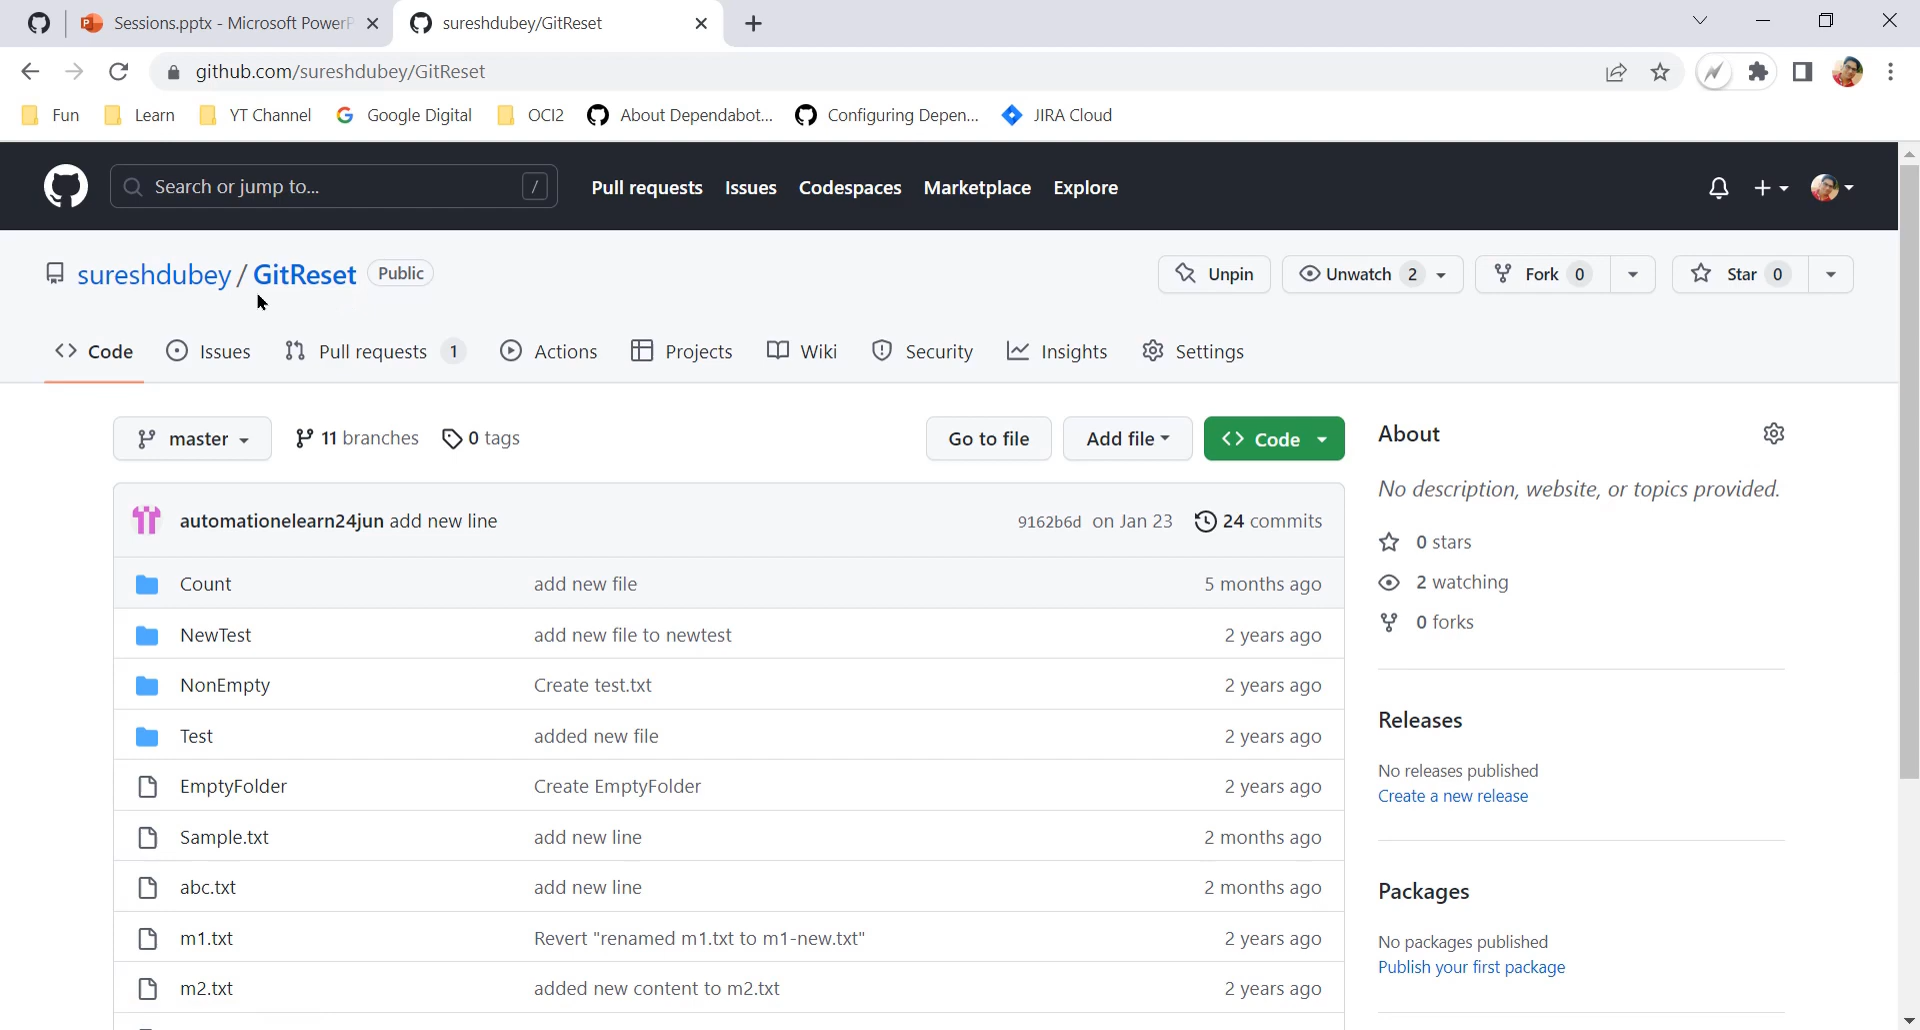 Sessions.pptx - Microsoft PowerP
sureshdubey/GitReset
github.com/sureshdubey/GitReset
Fun Learn YT Channel Google Digital OCI2 About Dependabot... Configuring Depen... JIRA Cloud
Search or jump to... / Pull requests Issues Codespaces Marketplace Explore
sureshdubey / GitReset Public Unpin Unwatch 2 Fork 0 Star 0
Code Issues Pull requests 1 Actions Projects Wiki Security Insights Settings
master 11 branches 0 tags Go to file Add file Code About
No description, website, or topics provided.
automationelearn24jun add new line 9162b6d on Jan 23 24 commits
0 stars
Count add new file 5 months ago
2 watching
0 forks
NewTest add new file to newtest 2 years ago
NonEmpty Create test.txt 2 years ago
Releases
Test added new file 2 years ago
No releases published
EmptyFolder Create EmptyFolder 2 years ago
Create a new release
Sample.txt add new line 2 months ago
abc.txt add new line 2 months ago
Packages
m1.txt Revert "renamed m1.txt to m1-new.txt" 2 years ago
No packages published
Publish your first package
m2.txt added new content to m2.txt 2 years ago